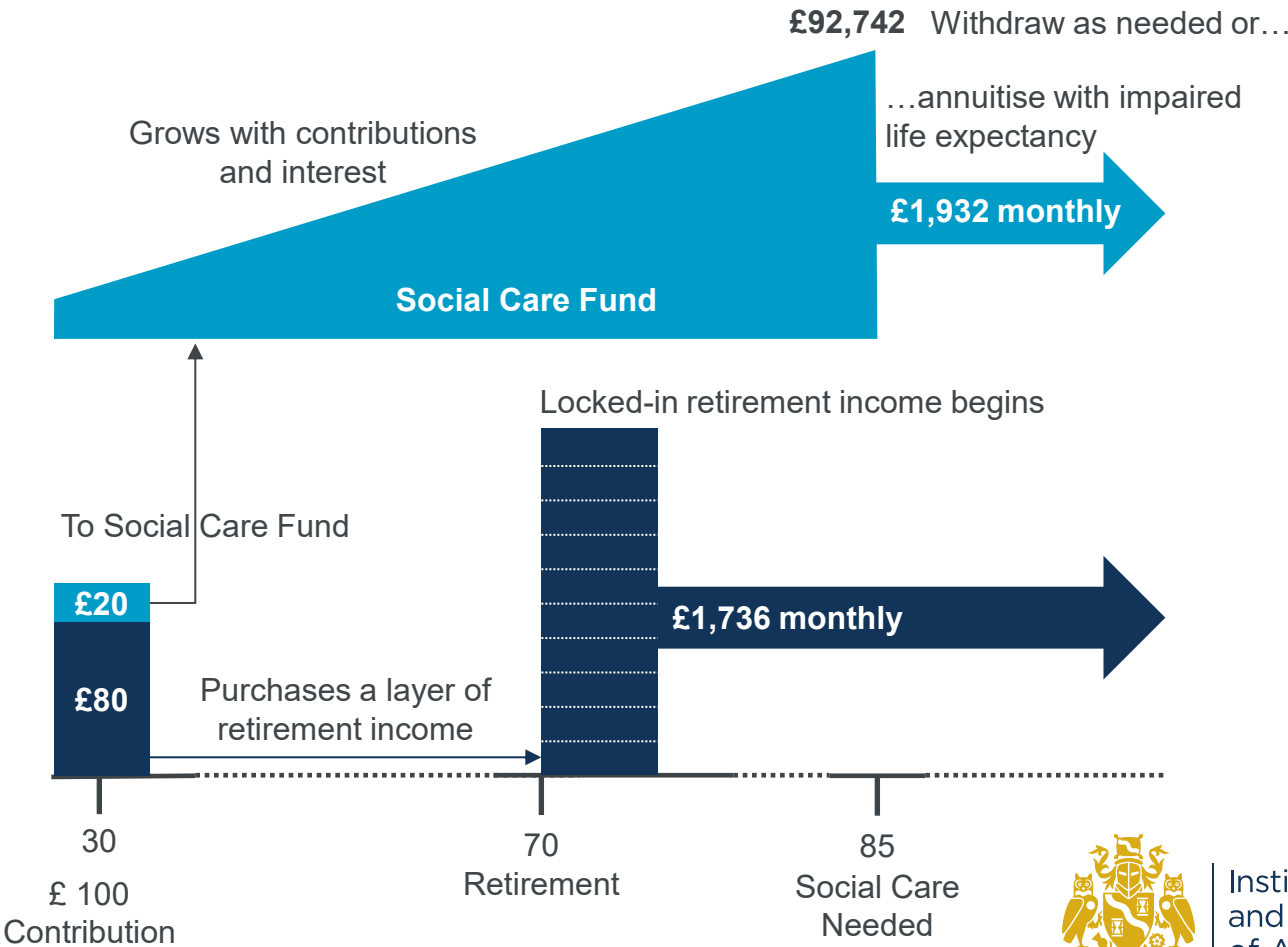 £92,742 Withdraw as needed or…
…annuitise with impaired
life expectancy
Grows with contributions
and interest
£1,932 monthly
Social Care Fund
Locked-in retirement income begins
To Social Care Fund
£20
£1,736 monthly
£80
Purchases a layer of
retirement income
30
70
85
£ 100
Contribution
Retirement
Social Care
Needed
and